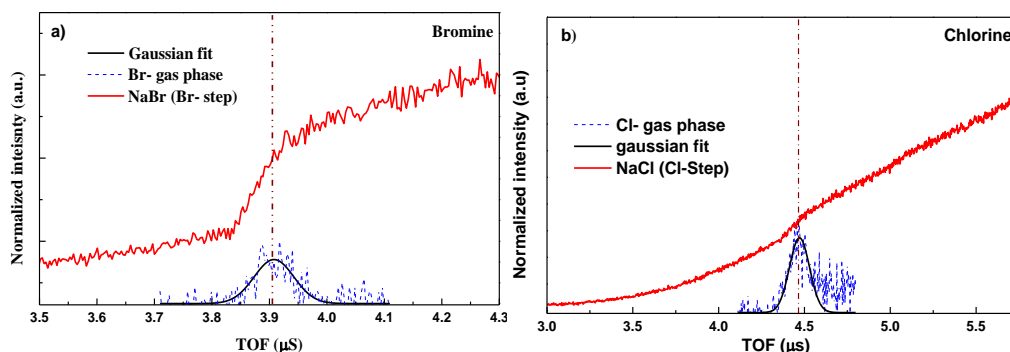 a)
Bromine
Gaussian fit
Br- gas phase
NaBr (Br- step)
Normalized inteisnty (a.u.)
3.5 3.6 3.7 3.8 3.9 4.0 4.1 4.2 4.3
TOF (µS)
b)
Chlorine
Cl- gas phase
gaussian fit
NaCl (Cl-Step)
Normalized intensity (a.u)
3.0 3.5 4.0 4.5 5.0 5.5
TOF (µs)